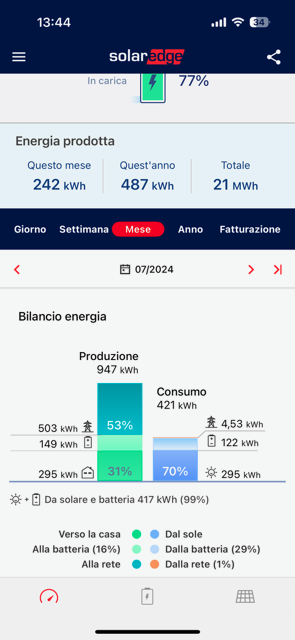 13:44
34
solaredge
In carica 77%
Energia prodotta
Questo mese Quest'anno Totale
242 kWh 487 kWh 21 MWh
Giorno Settimana Mese Anno Fatturazione
07/2024
Bilancio energia
Produzione
947 kWh
Consumo
421 kWh
503 kWh 53% 4,53 kWh
149 kWh 122 kWh
295 kWh 31% 70% 295 kWh
+ Da solare e batteria 417 kWh (99%)
Verso la casa Dal sole
Alla batteria (16%) Dalla batteria (29%)
Alla rete Dalla rete (1%)